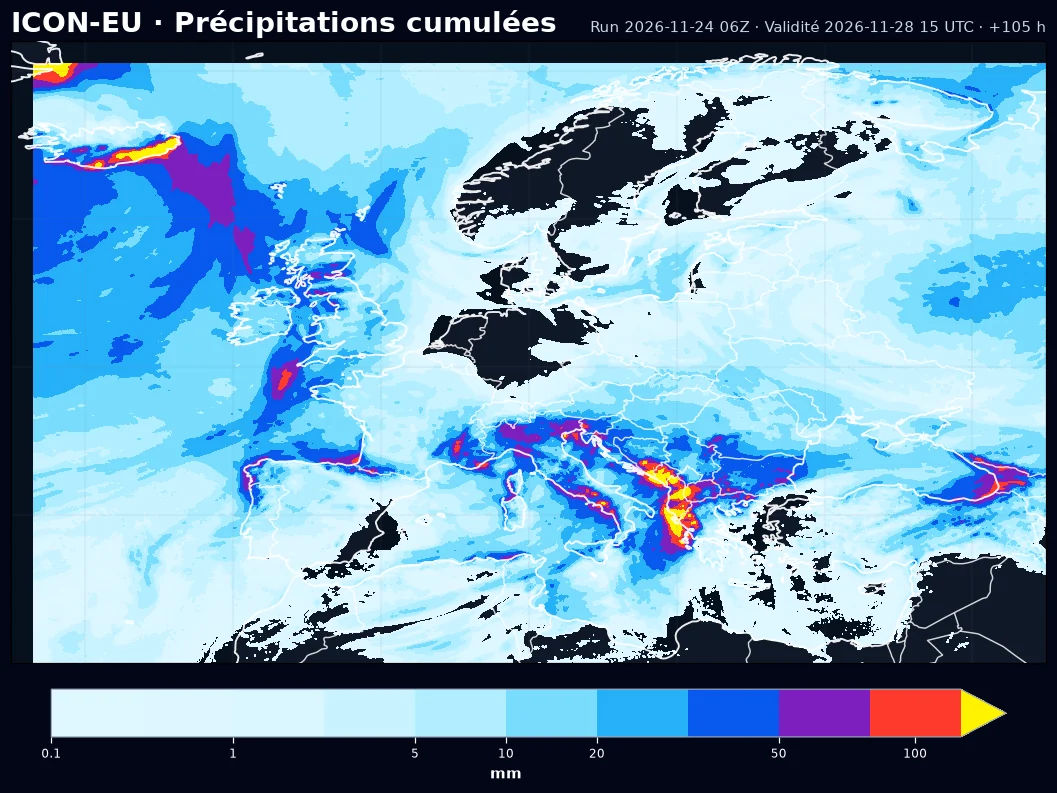 ICON-EU · Précipitations cumulées
Run 2026-11-24 06Z · Validité 2026-11-28 15 UTC · +105 h
0.1 1 5 10 20 50 100
mm